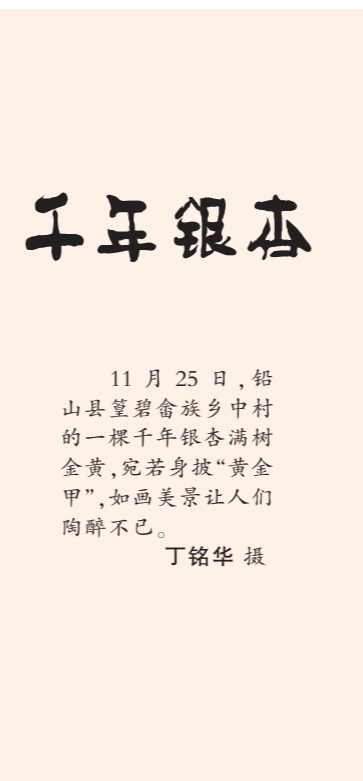 千年银杏
11 月 25 日,铅
山县篁碧畲族乡中村
的一棵千年银杏满树
金黄,宛若身披“黄金
甲”,如画美景让人们
陶醉不已。
丁铭华 摄